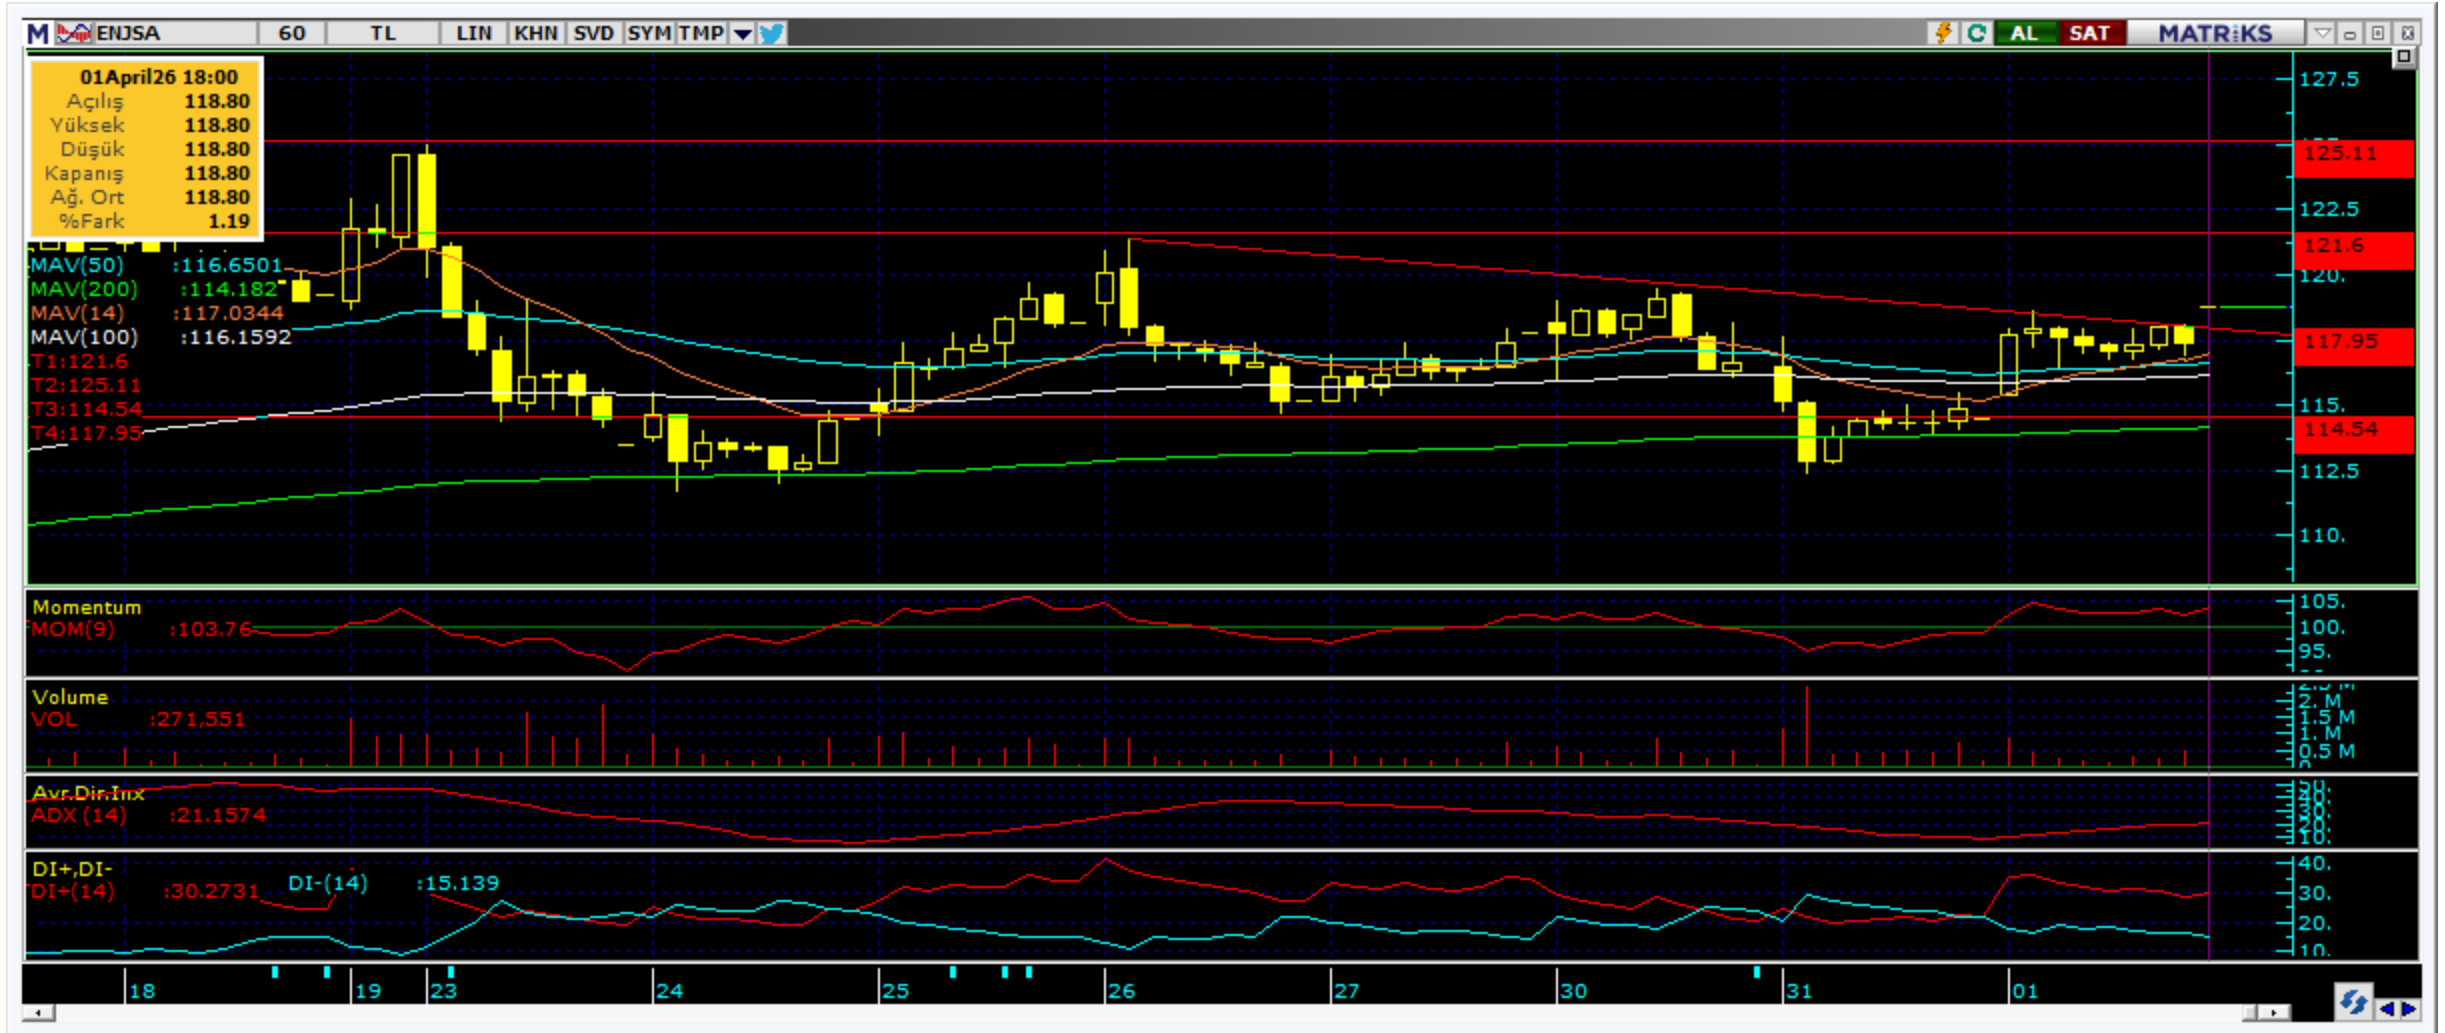 M ENJSA 60 TL LIN KHN SVD SYM TMP AL SAT MATRiKS
01April26 18:00
Açılış 118.80
Yüksek 118.80
Düşük 118.80
Kapanış 118.80
Ağ. Ort 118.80
%Fark 1.19
MAV(50) :116.6501
MAV(200) :114.182
MAV(14) :117.0344
MAV(100) :116.1592
T1:121.6
T2:125.11
T3:114.54
T4:117.95
127.5
125.11
122.5
121.6
120.
117.95
115.
114.54
112.5
110.
Momentum
MOM(9) :103.76
105.
100.
95.
Volume
VOL :271,551
2. M
1.5 M
1. M
0.5 M
0
Avr.Dir.Inx
ADX (14) :21.1574
50.
40.
30.
20.
10.
DI+,DI-
DI+(14) :30.2731 DI-(14) :15.139
40.
30.
20.
10.
18 19 23 24 25 26 27 30 31 01